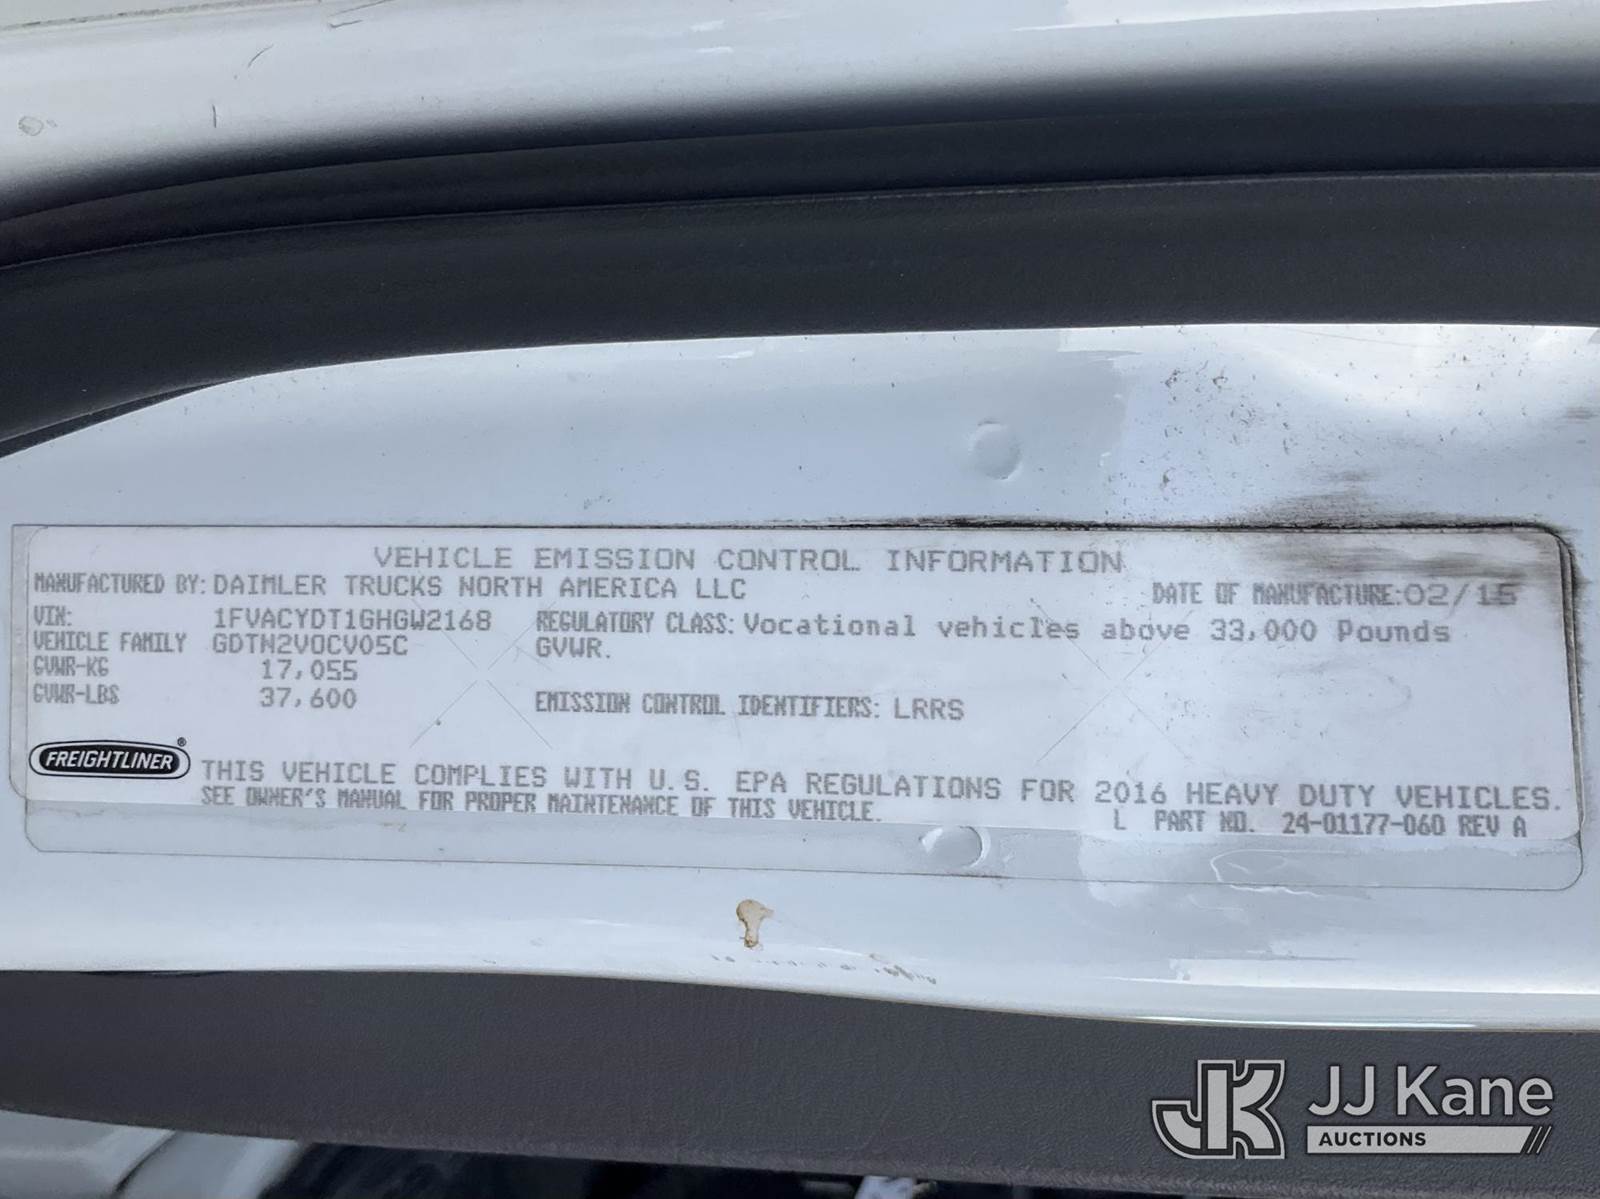 VEHICLE EMISSION CONTROL INFORMATION
MANUFACTURED BY: DAIMLER TRUCKS NORTH AMERICA LLC
DATE OF MANUFACTURE: 02/15
VIN: 1FVACYDT1GHGW2168
REGULATORY CLASS: Vocational vehicles above 33,000 Pounds
VEHICLE FAMILY GDTN2VOCV05C
GVWR.
GVWR-KG 17,055
GVWR-LBS 37,600
EMISSION CONTROL IDENTIFIERS: LRRS
FREIGHTLINER®
THIS VEHICLE COMPLIES WITH U.S. EPA REGULATIONS FOR 2016 HEAVY DUTY VEHICLES.
SEE OWNER'S MANUAL FOR PROPER MAINTENANCE OF THIS VEHICLE.
L PART NO. 24-01177-060 REV A
JK JJ Kane
AUCTIONS